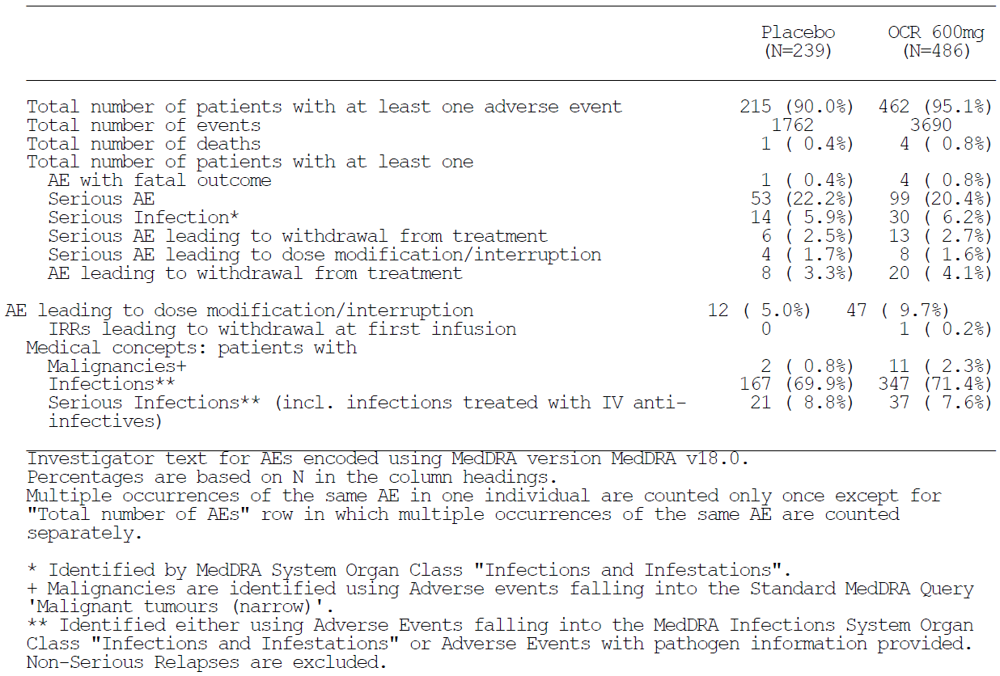 Placebo OCR 600mg
(N=239) (N=486)
Total number of patients with at least one adverse event 215 (90.0%) 462 (95.1%)
Total number of events 1762 3690
Total number of deaths 1 ( 0.4%) 4 ( 0.8%)
Total number of patients with at least one
AE with fatal outcome 1 ( 0.4%) 4 ( 0.8%)
Serious AE 53 (22.2%) 99 (20.4%)
Serious Infection* 14 ( 5.9%) 30 ( 6.2%)
Serious AE leading to withdrawal from treatment 6 ( 2.5%) 13 ( 2.7%)
Serious AE leading to dose modification/interruption 4 ( 1.7%) 8 ( 1.6%)
AE leading to withdrawal from treatment 8 ( 3.3%) 20 ( 4.1%)
AE leading to dose modification/interruption 12 ( 5.0%) 47 ( 9.7%)
IRRs leading to withdrawal at first infusion 0 1 ( 0.2%)
Medical concepts: patients with
Malignancies+ 2 ( 0.8%) 11 ( 2.3%)
Infections** 167 (69.9%) 347 (71.4%)
Serious Infections** (incl. infections treated with IV anti- 21 ( 8.8%) 37 ( 7.6%)
infectives)
Investigator text for AEs encoded using MedDRA version MedDRA v18.0.
Percentages are based on N in the column headings.
Multiple occurrences of the same AE in one individual are counted only once except for
"Total number of AEs" row in which multiple occurrences of the same AE are counted
separately.
* Identified by MedDRA System Organ Class "Infections and Infestations".
+ Malignancies are identified using Adverse events falling into the Standard MedDRA Query
'Malignant tumours (narrow)'.
** Identified either using Adverse Events falling into the MedDRA Infections System Organ
Class "Infections and Infestations" or Adverse Events with pathogen information provided.
Non-Serious Relapses are excluded.